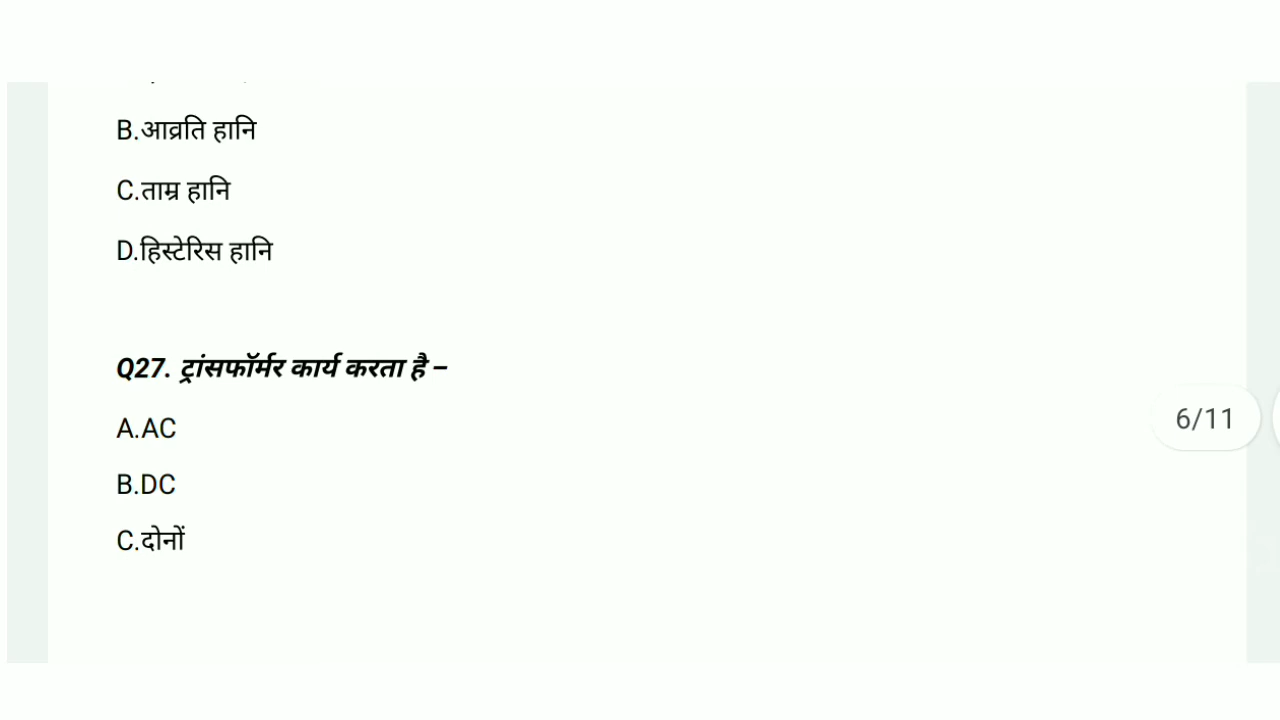 B.आव्रति हानि
C.ताम्र हानि
D.हिस्टेरिस हानि
Q27. ट्रांसफॉर्मर कार्य करता है –
A.AC
6/11
B.DC
C.दोनों